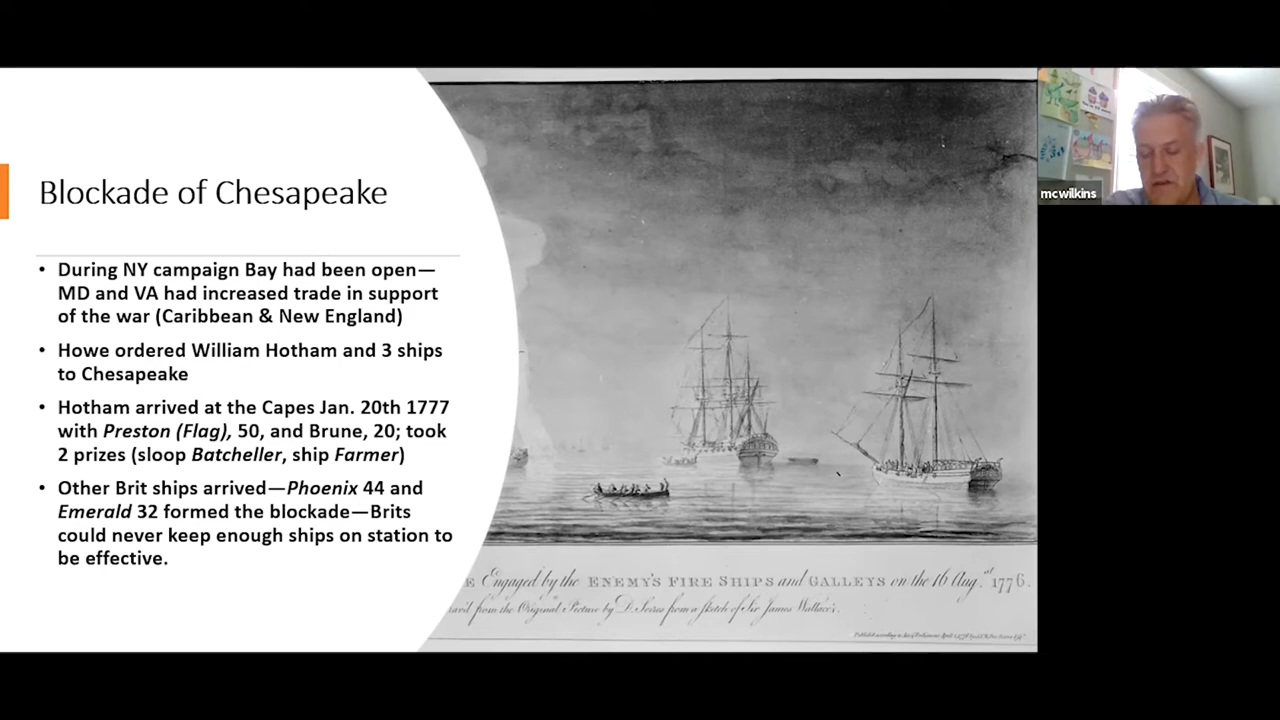 Blockade of Chesapeake
• During NY campaign Bay had been open—
MD and VA had increased trade in support
of the war (Caribbean & New England)
• Howe ordered William Hotham and 3 ships
to Chesapeake
• Hotham arrived at the Capes Jan. 20th 1777
with Preston (Flag), 50, and Brune, 20; took
2 prizes (sloop Batcheller, ship Farmer)
• Other Brit ships arrived—Phoenix 44 and
Emerald 32 formed the blockade—Brits
could never keep enough ships on station to
be effective.
Engaged by the ENEMY'S FIRE SHIPS and GALLEYS on the 16 Aug.st 1776.
from the Original Picture by D. Serres from a Sketch of Sir James Wallace's.
mcwilkins